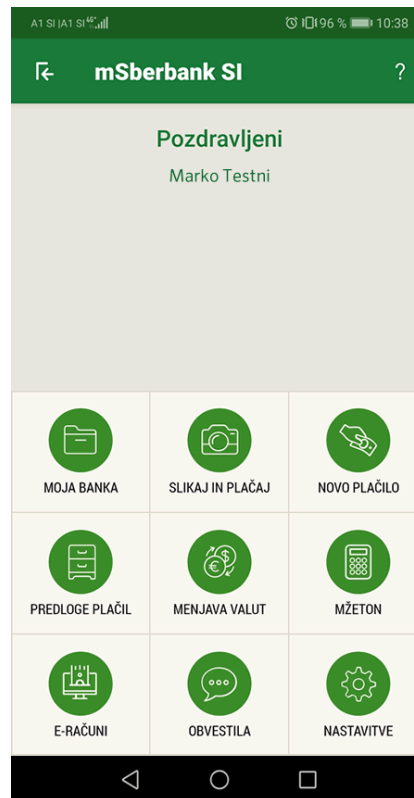 A1 SI |A1 SI 4G 96 % 10:38
mSberbank SI ?
Pozdravljeni
Marko Testni
MOJA BANKA
SLIKAJ IN PLAČAJ
NOVO PLAČILO
PREDLOGE PLAČIL
MENJAVA VALUT
MŽETON
E-RAČUNI
OBVESTILA
NASTAVITVE